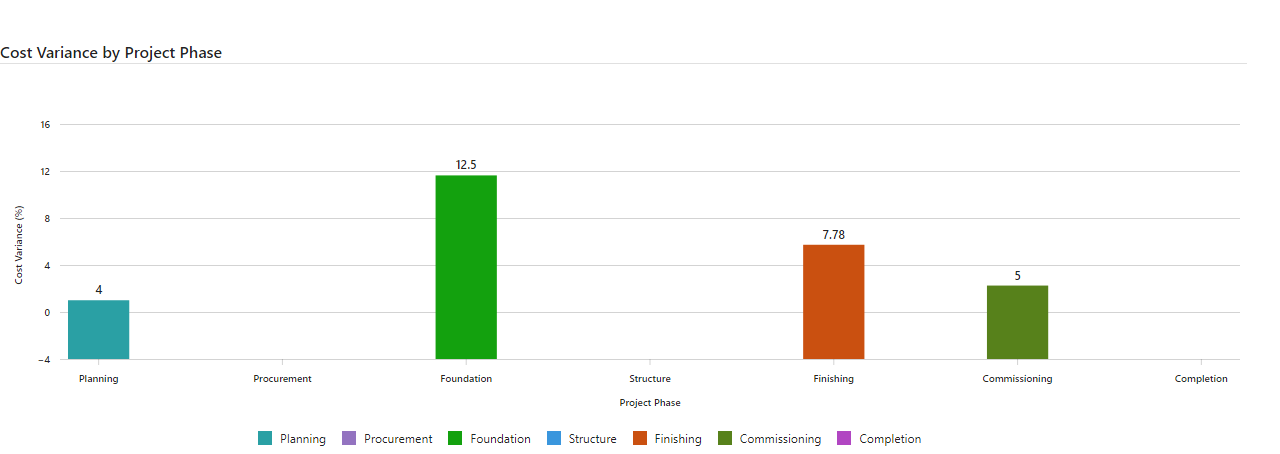 Cost Variance by Project Phase
16
12.5
12
Cost Variance (%)
8
7.78
4
5
4
0
−4
Planning Procurement Foundation Structure Finishing Commissioning Completion
Project Phase
Planning Procurement Foundation Structure Finishing Commissioning Completion